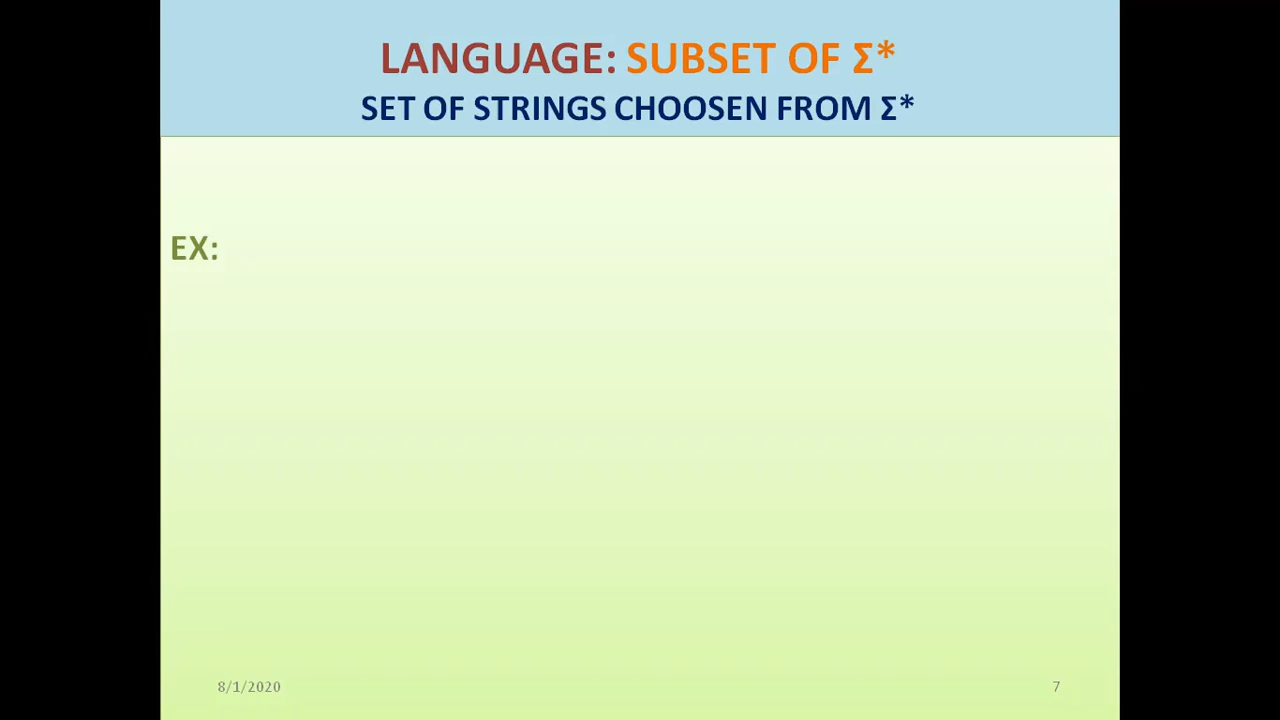 LANGUAGE: SUBSET OF Σ*
SET OF STRINGS CHOOSEN FROM Σ*
EX:
8/1/2020
7